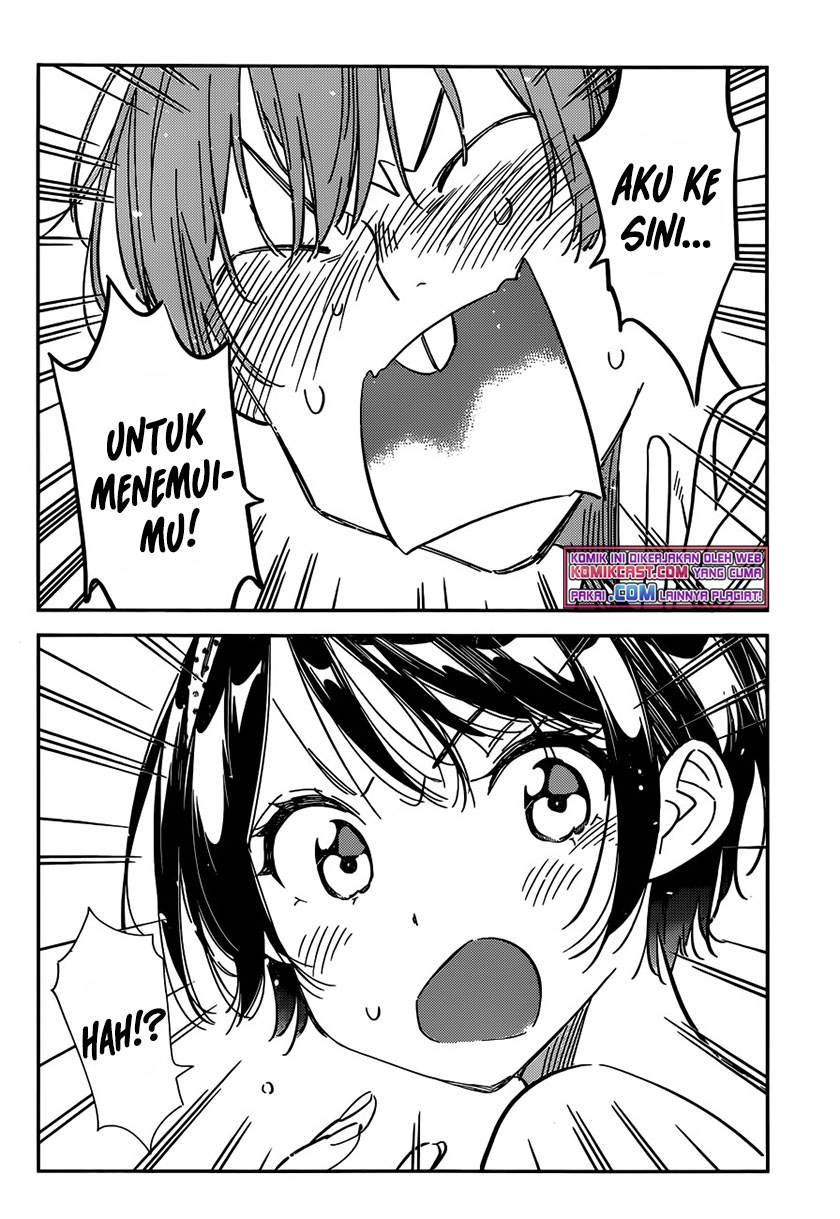 AKU KE
SINI...
UNTUK
MENEMUI-
MU!
KOMIK INI DIKERJAKAN OLEH WEB
KOMIKCAST.COM YANG CUMA
PAKAI .COM LAINNYA PLAGIAT!
HAH!?